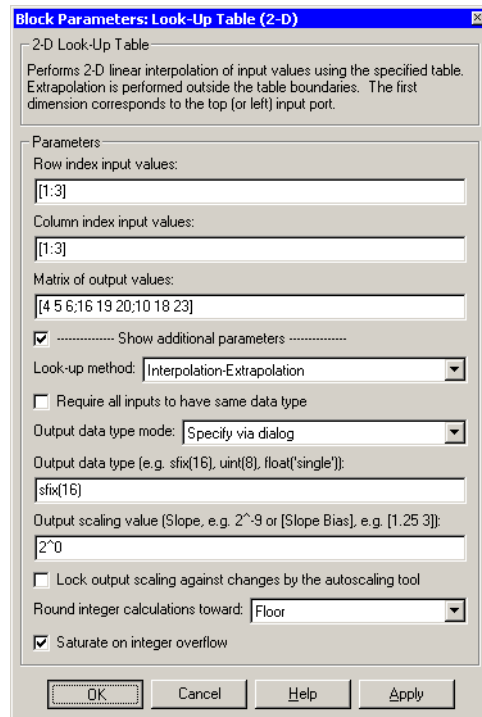 Block Parameters: Look-Up Table (2-D)
2-D Look-Up Table
Performs 2-D linear interpolation of input values using the specified table.
Extrapolation is performed outside the table boundaries.  The first
dimension corresponds to the top (or left) input port.
Parameters
Row index input values:
[1:3]
Column index input values:
[1:3]
Matrix of output values:
[4 5 6;16 19 20;10 18 23]
--------------- Show additional parameters ---------------
Look-up method: Interpolation-Extrapolation
Require all inputs to have same data type
Output data type mode: Specify via dialog
Output data type (e.g. sfix(16), uint(8), float('single')):
sfix(16)
Output scaling value (Slope, e.g. 2^-9 or [Slope Bias], e.g. [1.25 3]):
2^0
Lock output scaling against changes by the autoscaling tool
Round integer calculations toward: Floor
Saturate on integer overflow
OK Cancel Help Apply